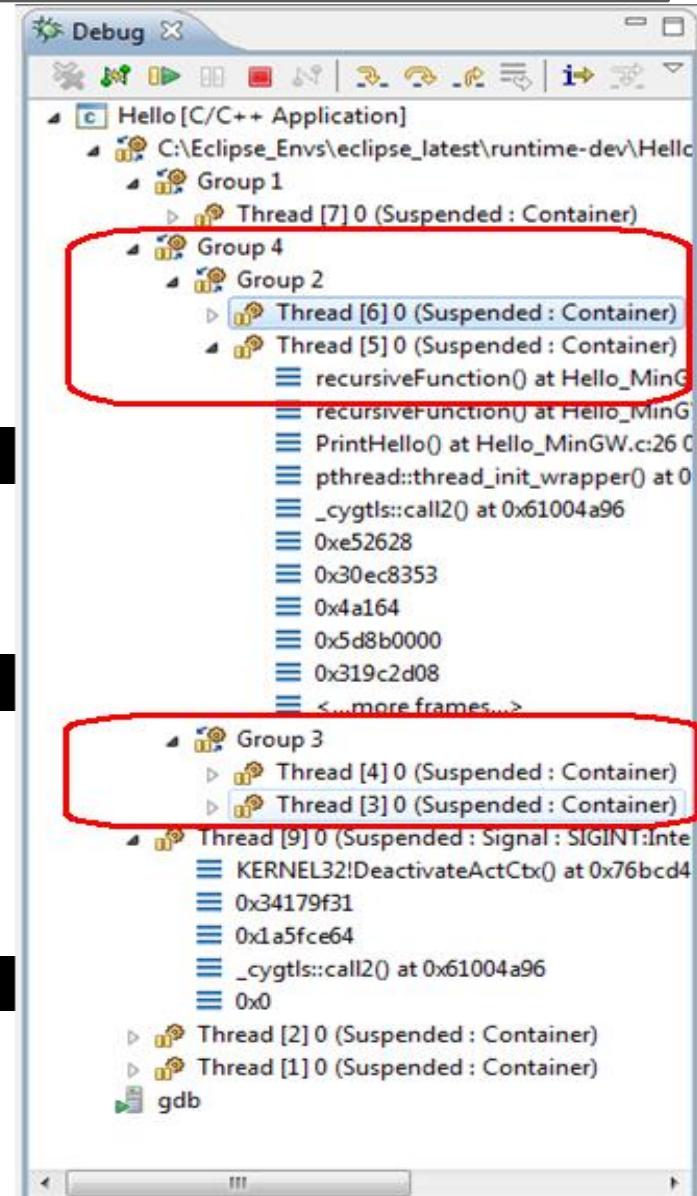 Debug
Hello [C/C++ Application]
C:\Eclipse_Envs\eclipse_latest\runtime-dev\Hello
Group 1
Thread [7] 0 (Suspended : Container)
Group 4
Group 2
Thread [6] 0 (Suspended : Container)
Thread [5] 0 (Suspended : Container)
recursiveFunction() at Hello_MinG
recursiveFunction() at Hello_MinG
PrintHello() at Hello_MinGW.c:26 0
pthread::thread_init_wrapper() at 0
_cygtls::call2() at 0x61004a96
0xe52628
0x30ec8353
0x4a164
0x5d8b0000
0x319c2d08
<...more frames...>
Group 3
Thread [4] 0 (Suspended : Container)
Thread [3] 0 (Suspended : Container)
Thread [9] 0 (Suspended : Signal : SIGINT:Inte
KERNEL32!DeactivateActCtx() at 0x76bcd4
0x34179f31
0x1a5fce64
_cygtls::call2() at 0x61004a96
0x0
Thread [2] 0 (Suspended : Container)
Thread [1] 0 (Suspended : Container)
gdb